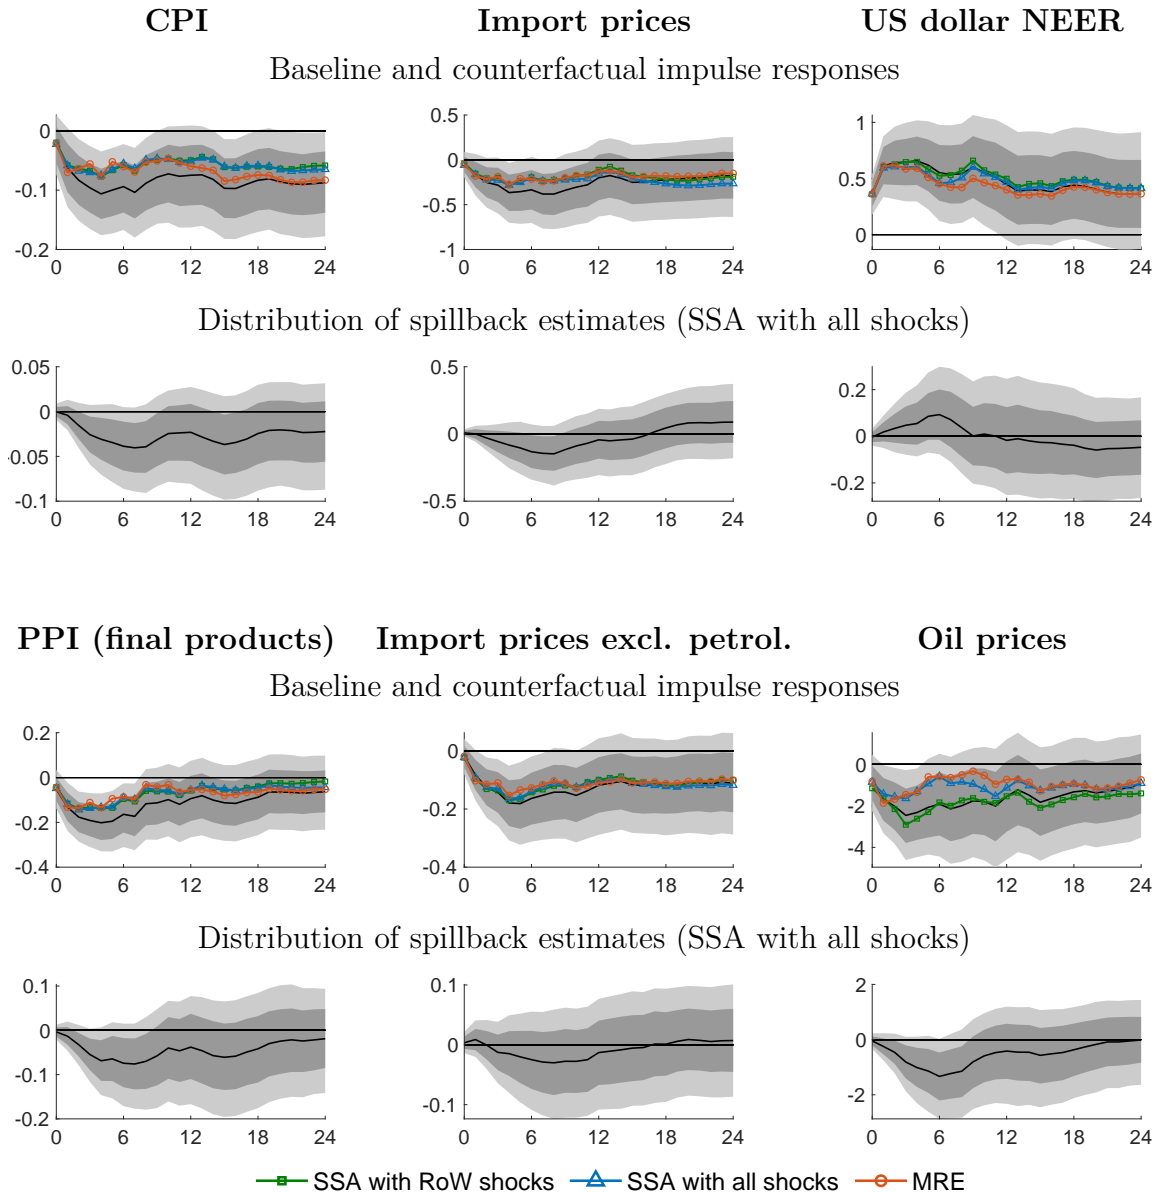 CPI Import prices US dollar NEER
Baseline and counterfactual impulse responses
0 -0.1 -0.2 0 6 12 18 24
0.5 0 -0.5 -1 0 6 12 18 24
1 0.5 0 0 6 12 18 24
Distribution of spillback estimates (SSA with all shocks)
0.05 0 -0.05 -0.1 0 6 12 18 24
0.5 0 -0.5 0 6 12 18 24
0.2 0 -0.2 0 6 12 18 24
PPI (final products) Import prices excl. petrol. Oil prices
Baseline and counterfactual impulse responses
0.2 0 -0.2 -0.4 0 6 12 18 24
0 -0.2 -0.4 0 6 12 18 24
0 -2 -4 0 6 12 18 24
Distribution of spillback estimates (SSA with all shocks)
0.1 0 -0.1 -0.2 0 6 12 18 24
0.1 0 -0.1 0 6 12 18 24
2 0 -2 0 6 12 18 24
SSA with RoW shocks SSA with all shocks MRE